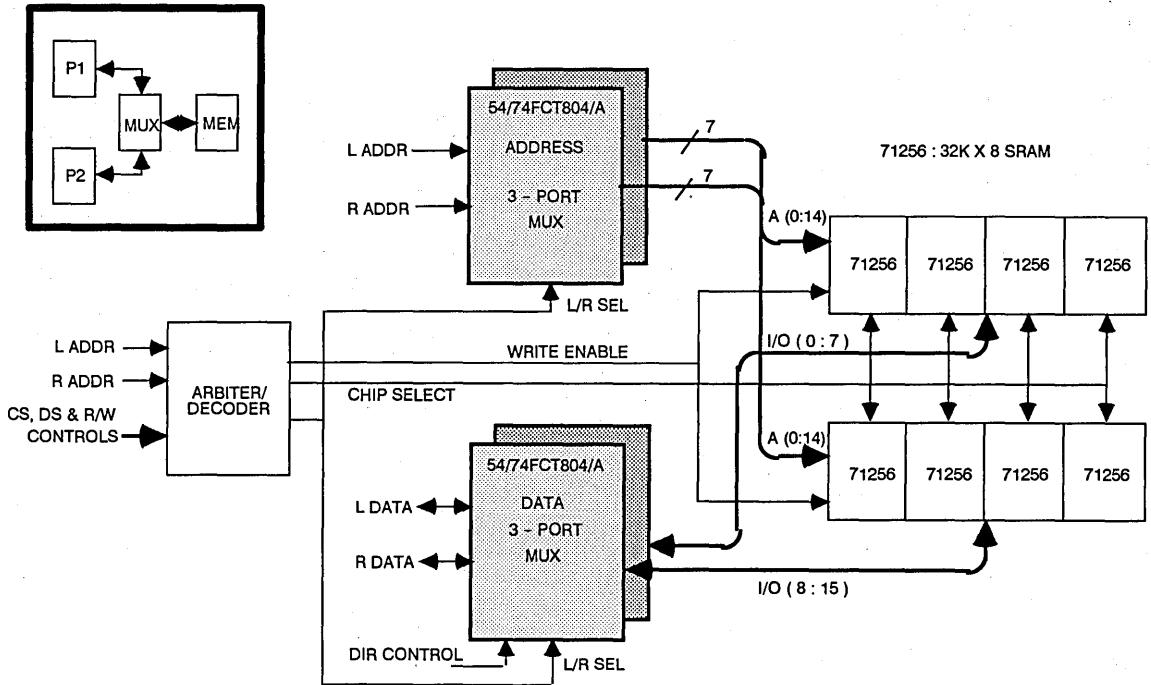 P1
MUX
MEM
P2
54/74FCT804/A
ADDRESS
3 - PORT
MUX
L ADDR
R ADDR
L/R SEL
7
7
71256 : 32K X 8 SRAM
A (0:14)
71256
71256
71256
71256
L ADDR
R ADDR
CS, DS & R/W
CONTROLS
ARBITER/
DECODER
WRITE ENABLE
CHIP SELECT
I/O ( 0 : 7 )
A (0:14)
71256
71256
71256
71256
54/74FCT804/A
DATA
3 - PORT
MUX
L DATA
R DATA
I/O ( 8 : 15 )
DIR CONTROL
L/R SEL